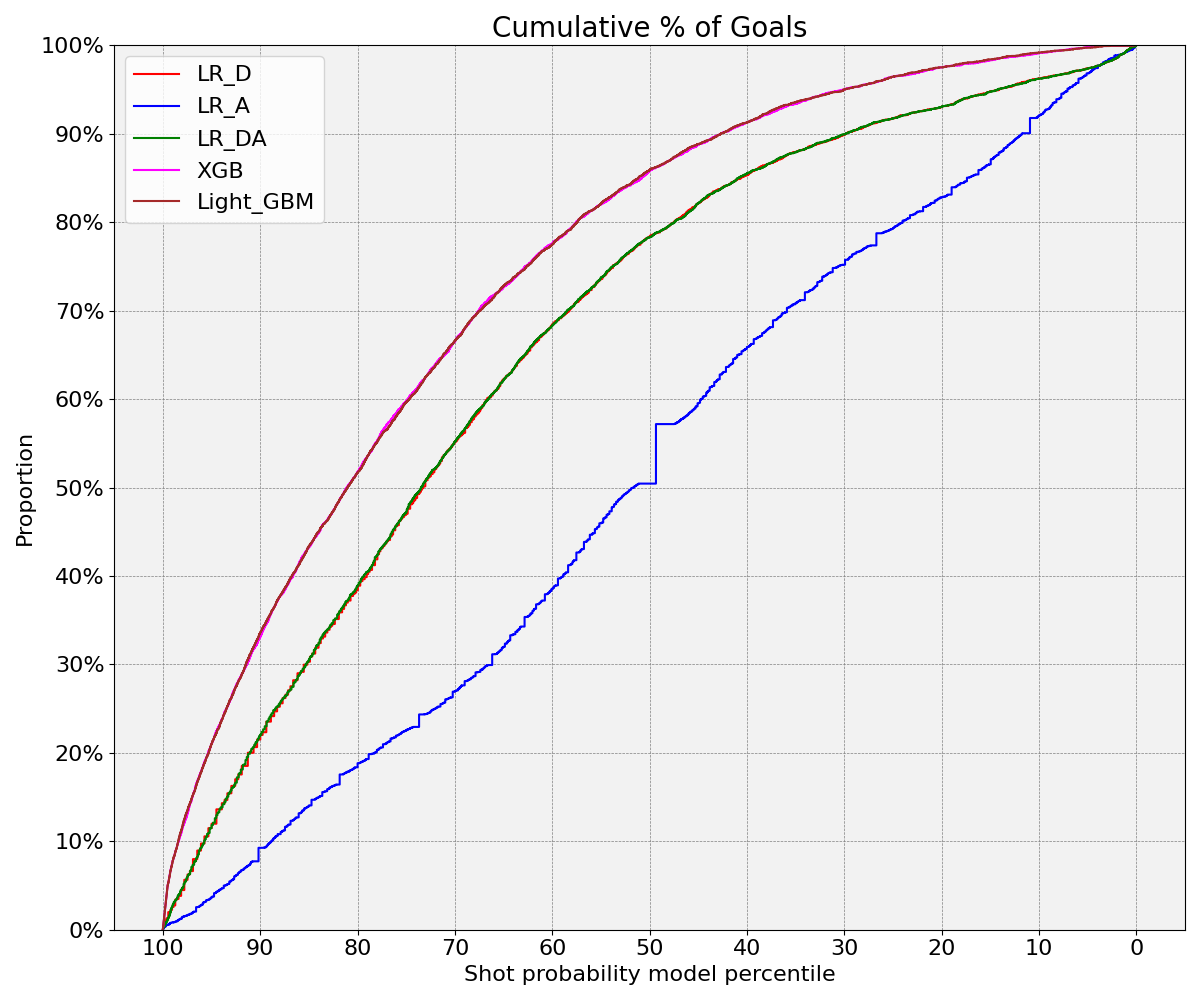 Cumulative % of Goals
LR_D
LR_A
LR_DA
XGB
Light_GBM
100%
90%
80%
70%
60%
50%
40%
30%
20%
10%
0%
Proportion
100 90 80 70 60 50 40 30 20 10 0
Shot probability model percentile